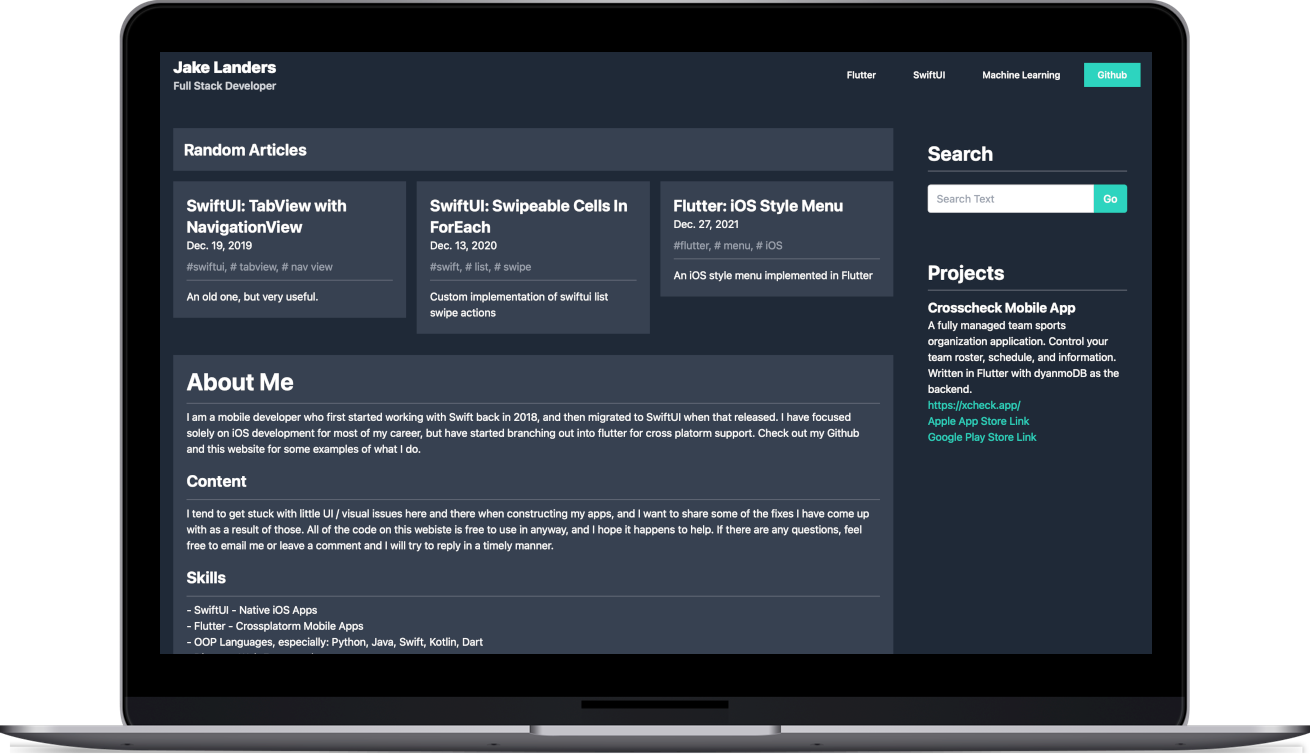 Jake Landers
Full Stack Developer
Flutter
SwiftUI
Machine Learning
Github
Random Articles
SwiftUI: TabView with
NavigationView
Dec. 19, 2019
#swiftui, # tabview, # nav view
An old one, but very useful.
SwiftUI: Swipeable Cells In
ForEach
Dec. 13, 2020
#swift, # list, # swipe
Custom implementation of swiftui list
swipe actions
Flutter: iOS Style Menu
Dec. 27, 2021
#flutter, # menu, # iOS
An iOS style menu implemented in Flutter
About Me
I am a mobile developer who first started working with Swift back in 2018, and then migrated to SwiftUI when that released. I have focused
solely on iOS development for most of my career, but have started branching out into flutter for cross platorm support. Check out my Github
and this website for some examples of what I do.
Content
I tend to get stuck with little UI / visual issues here and there when constructing my apps, and I want to share some of the fixes I have come up
with as a result of those. All of the code on this webiste is free to use in anyway, and I hope it happens to help. If there are any questions, feel
free to email me or leave a comment and I will try to reply in a timely manner.
Skills
- SwiftUI - Native iOS Apps
- Flutter - Crossplatorm Mobile Apps
- OOP Languages, especially: Python, Java, Swift, Kotlin, Dart
Search
Search Text
Go
Projects
Crosscheck Mobile App
A fully managed team sports
organization application. Control your
team roster, schedule, and information.
Written in Flutter with dyanmoDB as the
backend.
https://xcheck.app/
Apple App Store Link
Google Play Store Link